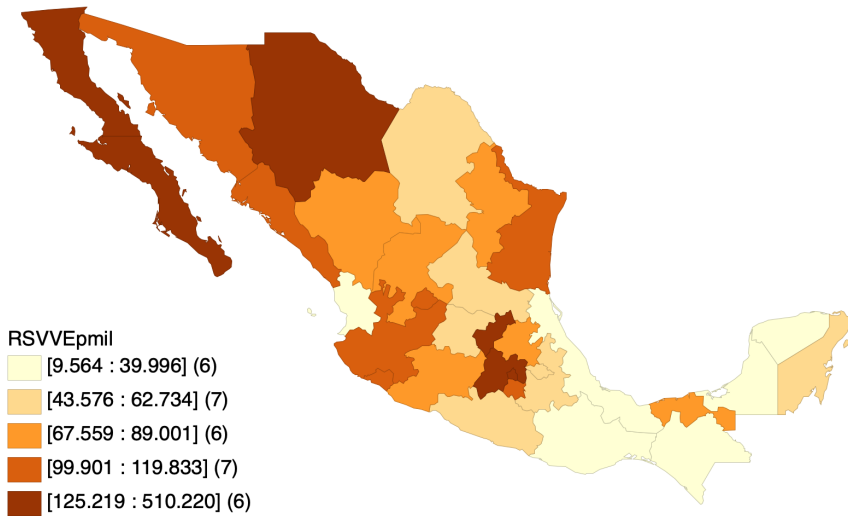 RSVVEpmil
[9.564 : 39.996] (6)
[43.576 : 62.734] (7)
[67.559 : 89.001] (6)
[99.901 : 119.833] (7)
[125.219 : 510.220] (6)